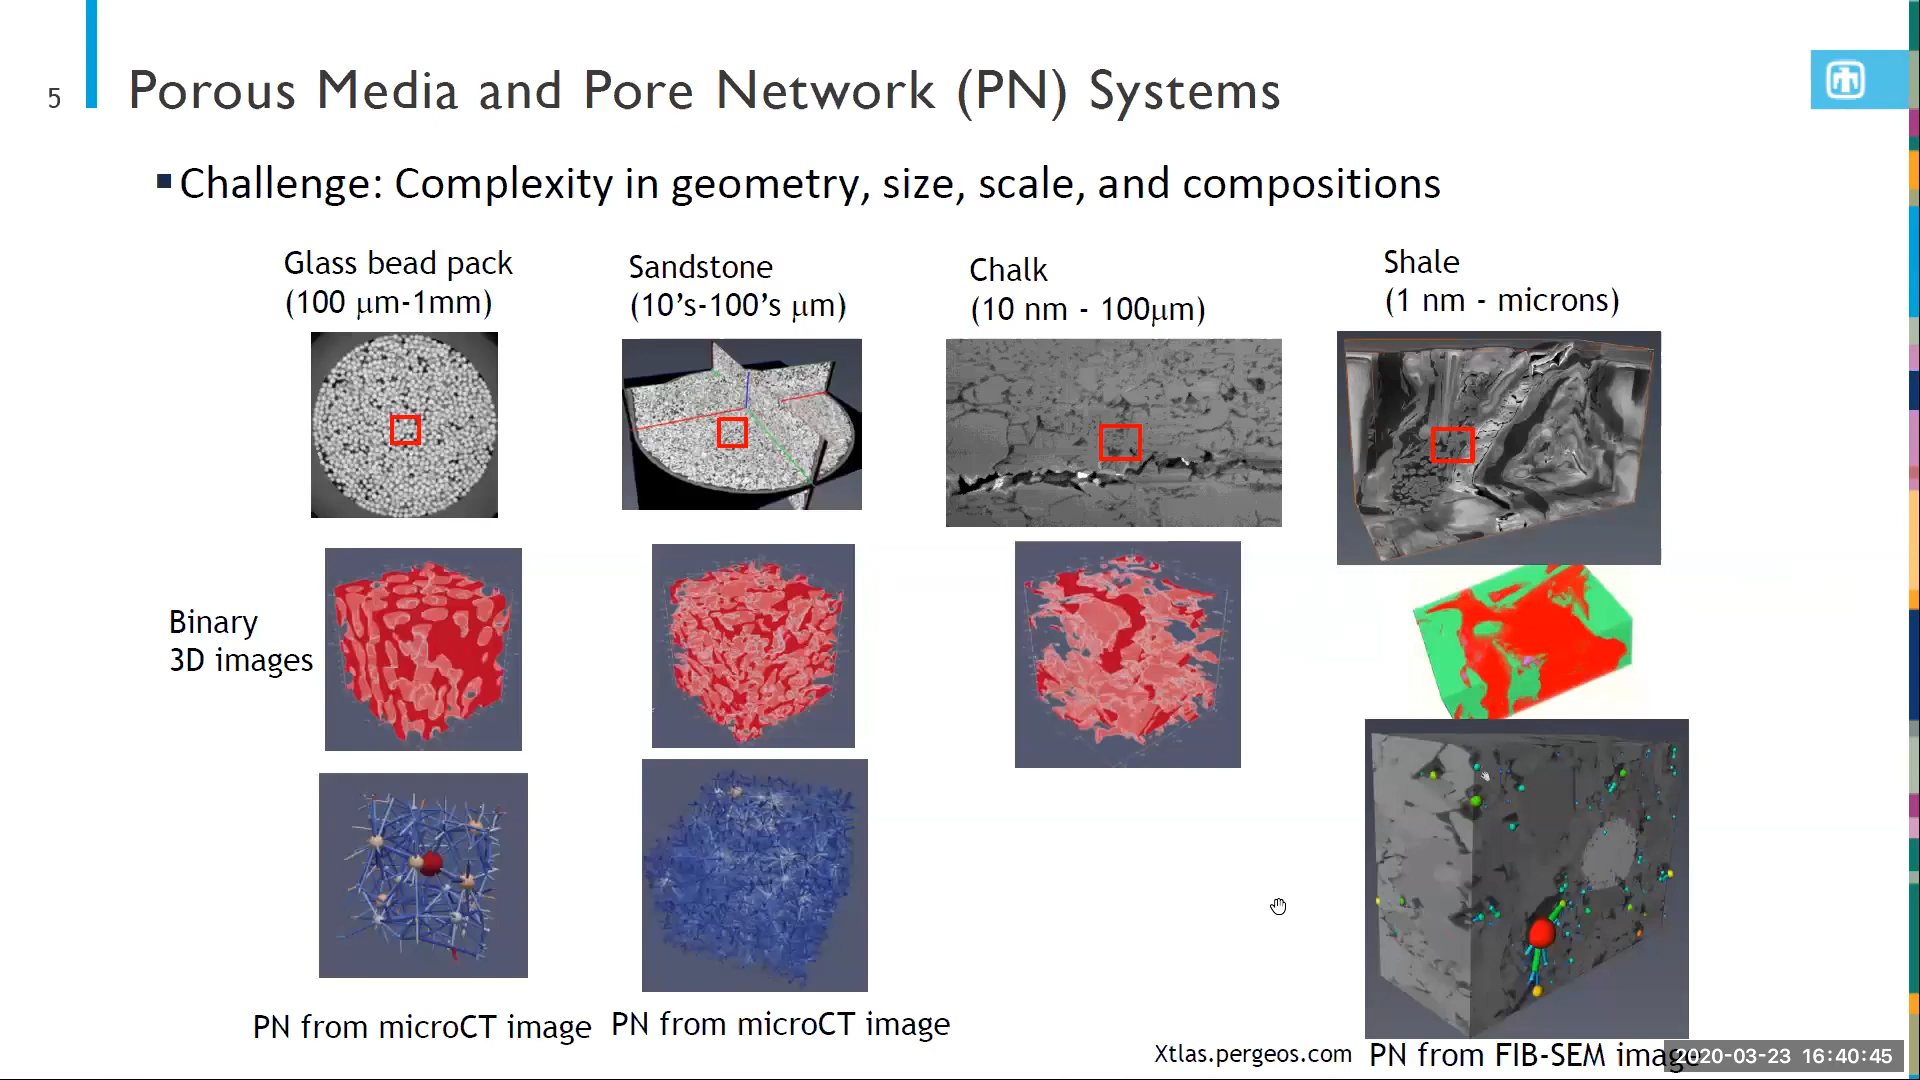 5
Porous Media and Pore Network (PN) Systems
Challenge: Complexity in geometry, size, scale, and compositions
Glass bead pack
(100 μm-1mm)
Sandstone
(10’s-100’s μm)
Chalk
(10 nm - 100μm)
Shale
(1 nm - microns)
Binary
3D images
PN from microCT image
PN from microCT image
Xtlas.pergeos.com
PN from FIB-SEM image
2020-03-23 16:40:45